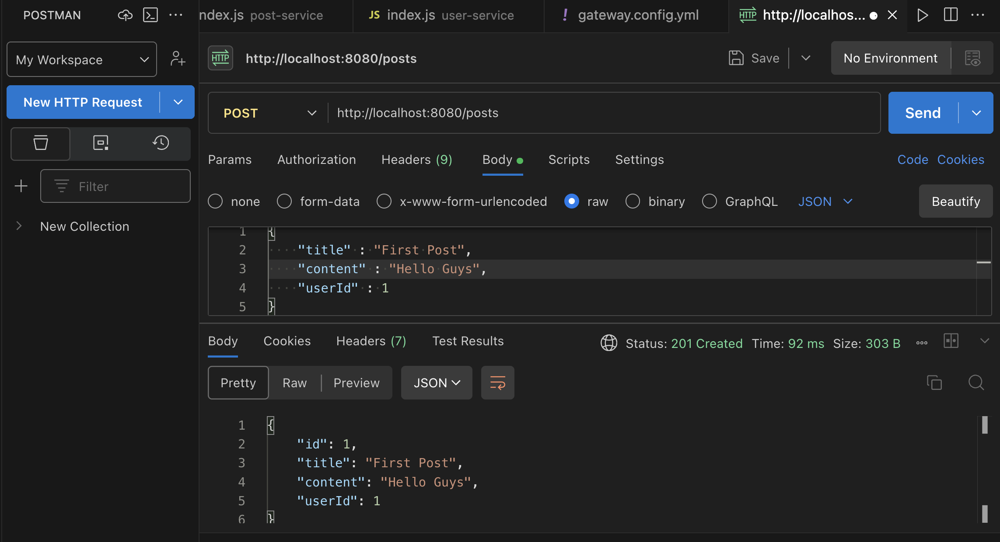 POSTMAN
ndex.js post-service
JS index.js user-service
! gateway.config.yml
HTTP http://localhos...
My Workspace
HTTP http://localhost:8080/posts
Save
No Environment
New HTTP Request
POST http://localhost:8080/posts
Send
Params Authorization Headers (9) Body Scripts Settings Code Cookies
Filter
none form-data x-www-form-urlencoded raw binary GraphQL JSON Beautify
New Collection
1 {
2 "title" : "First Post",
3 "content" : "Hello Guys",
4 "userId" : 1
5 }
Body Cookies Headers (7) Test Results Status: 201 Created Time: 92 ms Size: 303 B
Pretty Raw Preview JSON
1 {
2 "id": 1,
3 "title": "First Post",
4 "content": "Hello Guys",
5 "userId": 1
6 }